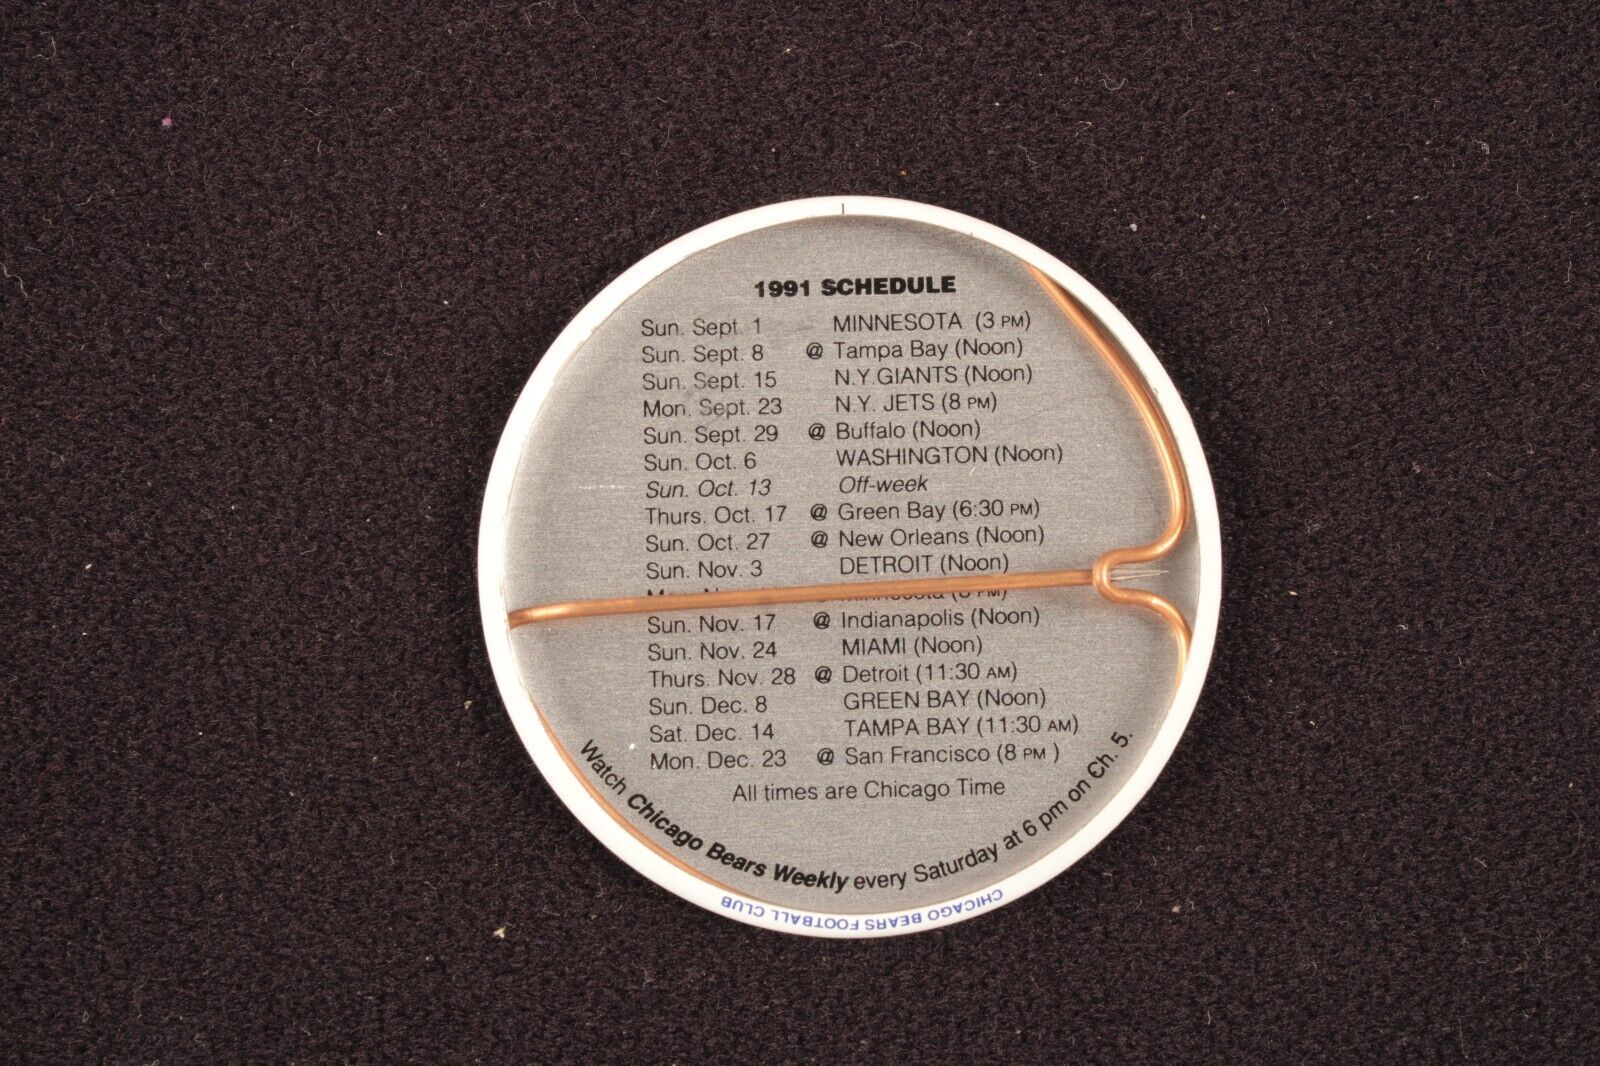 1991 SCHEDULE
Sun. Sept. 1 MINNESOTA (3 PM)
Sun. Sept. 8 @ Tampa Bay (Noon)
Sun. Sept. 15 N.Y.GIANTS (Noon)
Mon. Sept. 23 N.Y. JETS (8 PM)
Sun. Sept. 29 @ Buffalo (Noon)
Sun. Oct. 6 WASHINGTON (Noon)
Sun. Oct. 13 Off-week
Thurs. Oct. 17 @ Green Bay (6:30 PM)
Sun. Oct. 27 @ New Orleans (Noon)
Sun. Nov. 3 DETROIT (Noon)
Minnesota PM)
Sun. Nov. 17 @ Indianapolis (Noon)
Sun. Nov. 24 MIAMI (Noon)
Thurs. Nov. 28 @ Detroit (11:30 AM)
Sun. Dec. 8 GREEN BAY (Noon)
Sat. Dec. 14 TAMPA BAY (11:30 AM)
Mon. Dec. 23 @ San Francisco (8 PM )
All times are Chicago Time
Watch Chicago Bears Weekly every Saturday at 6 pm on Ch. 5.
CHICAGO BEARS FOOTBALL CLUB